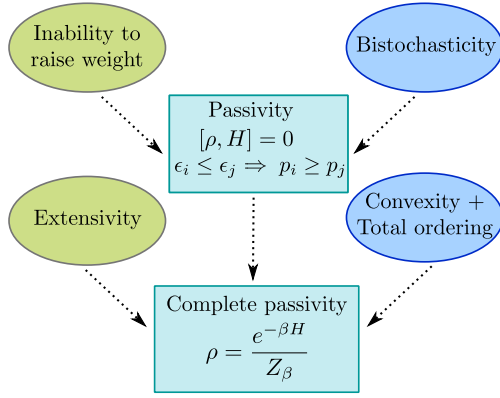 Inability to
raise weight
Bistochasticity
Passivity
[ρ, H] = 0
ϵ_i ≤ ϵ_j ⇒ p_i ≥ p_j
Extensivity
Convexity +
Total ordering
Complete passivity
ρ = e^{-βH} / Z_β